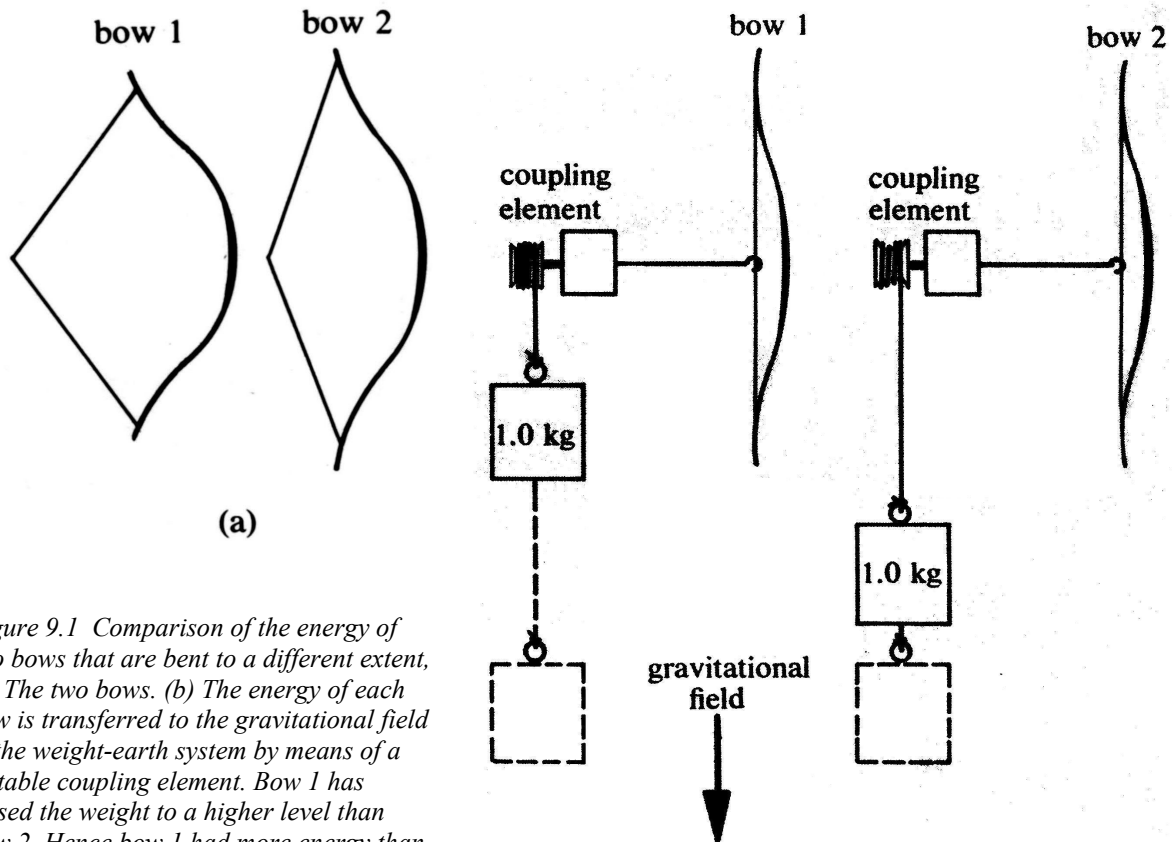 bow 1
bow 2
(a)
bow 1
coupling
element
1.0 kg
bow 2
coupling
element
1.0 kg
gravitational
field
gure 9.1 Comparison of the energy of
o bows that are bent to a different extent,
The two bows. (b) The energy of each
w is transferred to the gravitational field
the weight-earth system by means of a
table coupling element. Bow 1 has
sed the weight to a higher level than
Hence bow 1 had more energy than